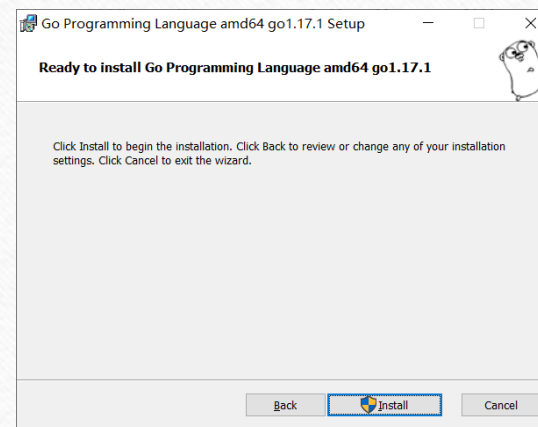 Go Programming Language amd64 go1.17.1 Setup
Ready to install Go Programming Language amd64 go1.17.1
Click Install to begin the installation. Click Back to review or change any of your installation
settings. Click Cancel to exit the wizard.
Back Install Cancel